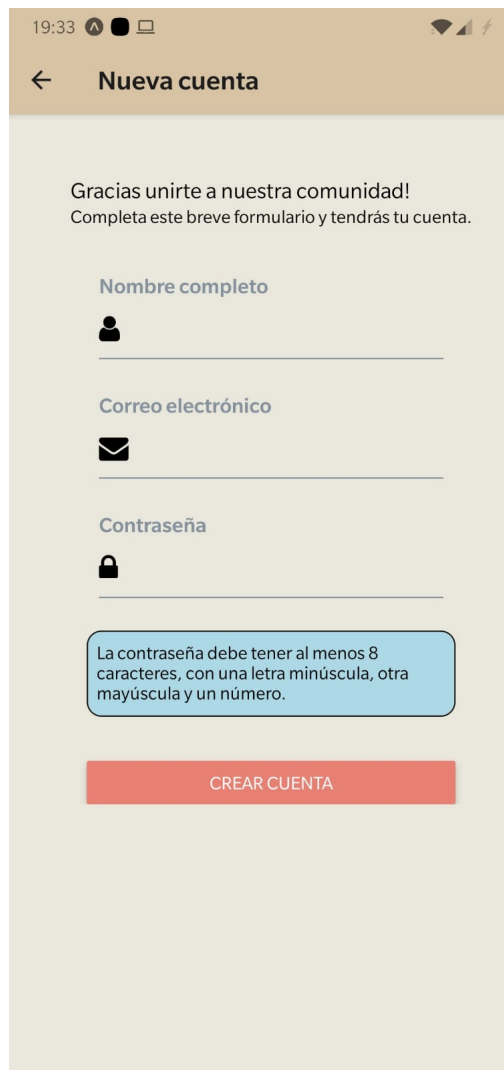 19:33
Nueva cuenta
Gracias unirte a nuestra comunidad!
Completa este breve formulario y tendrás tu cuenta.
Nombre completo
Correo electrónico
Contraseña
La contraseña debe tener al menos 8
caracteres, con una letra minúscula, otra
mayúscula y un número.
CREAR CUENTA